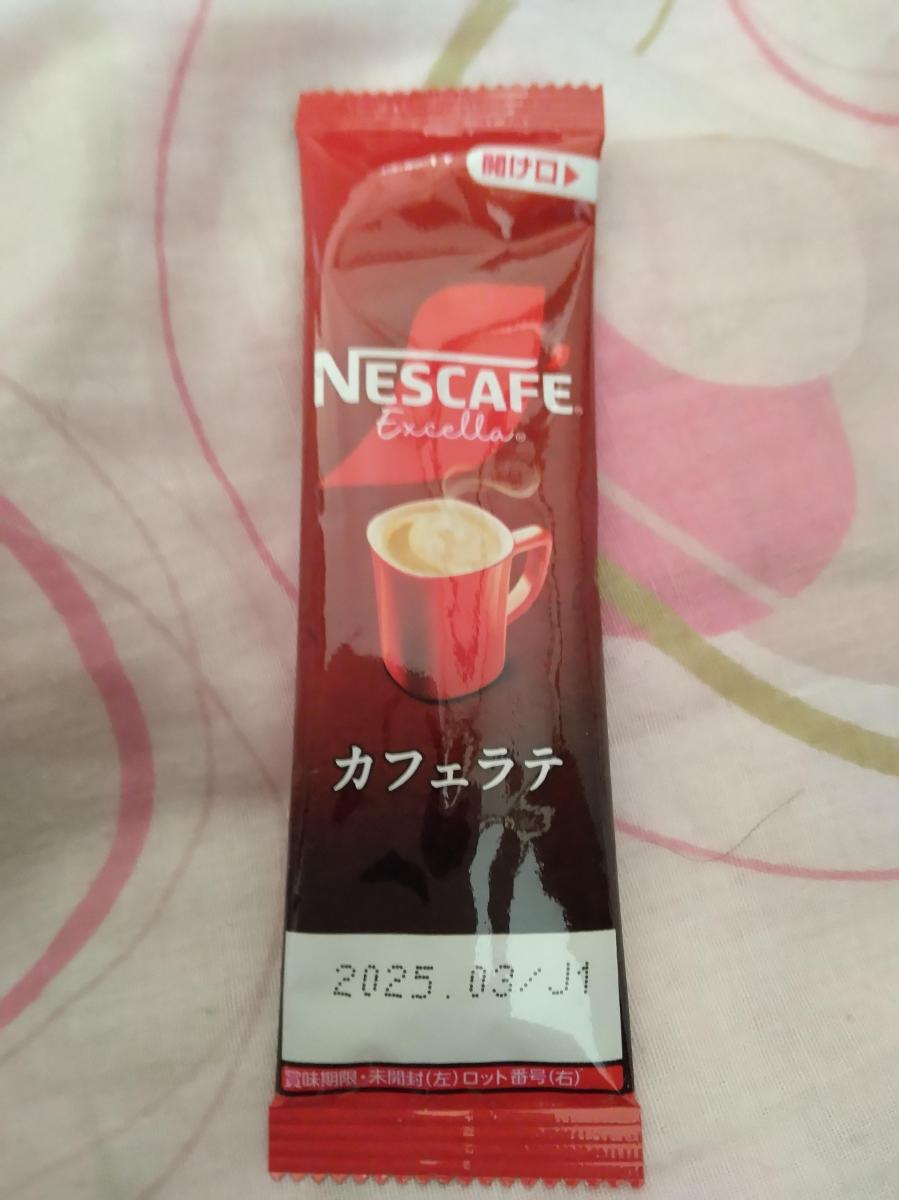 開け口▶
NESCAFÉ®
Excella®
カフェラテ
2025.03/J1
賞味期限・未開封(左)ロット番号(右)